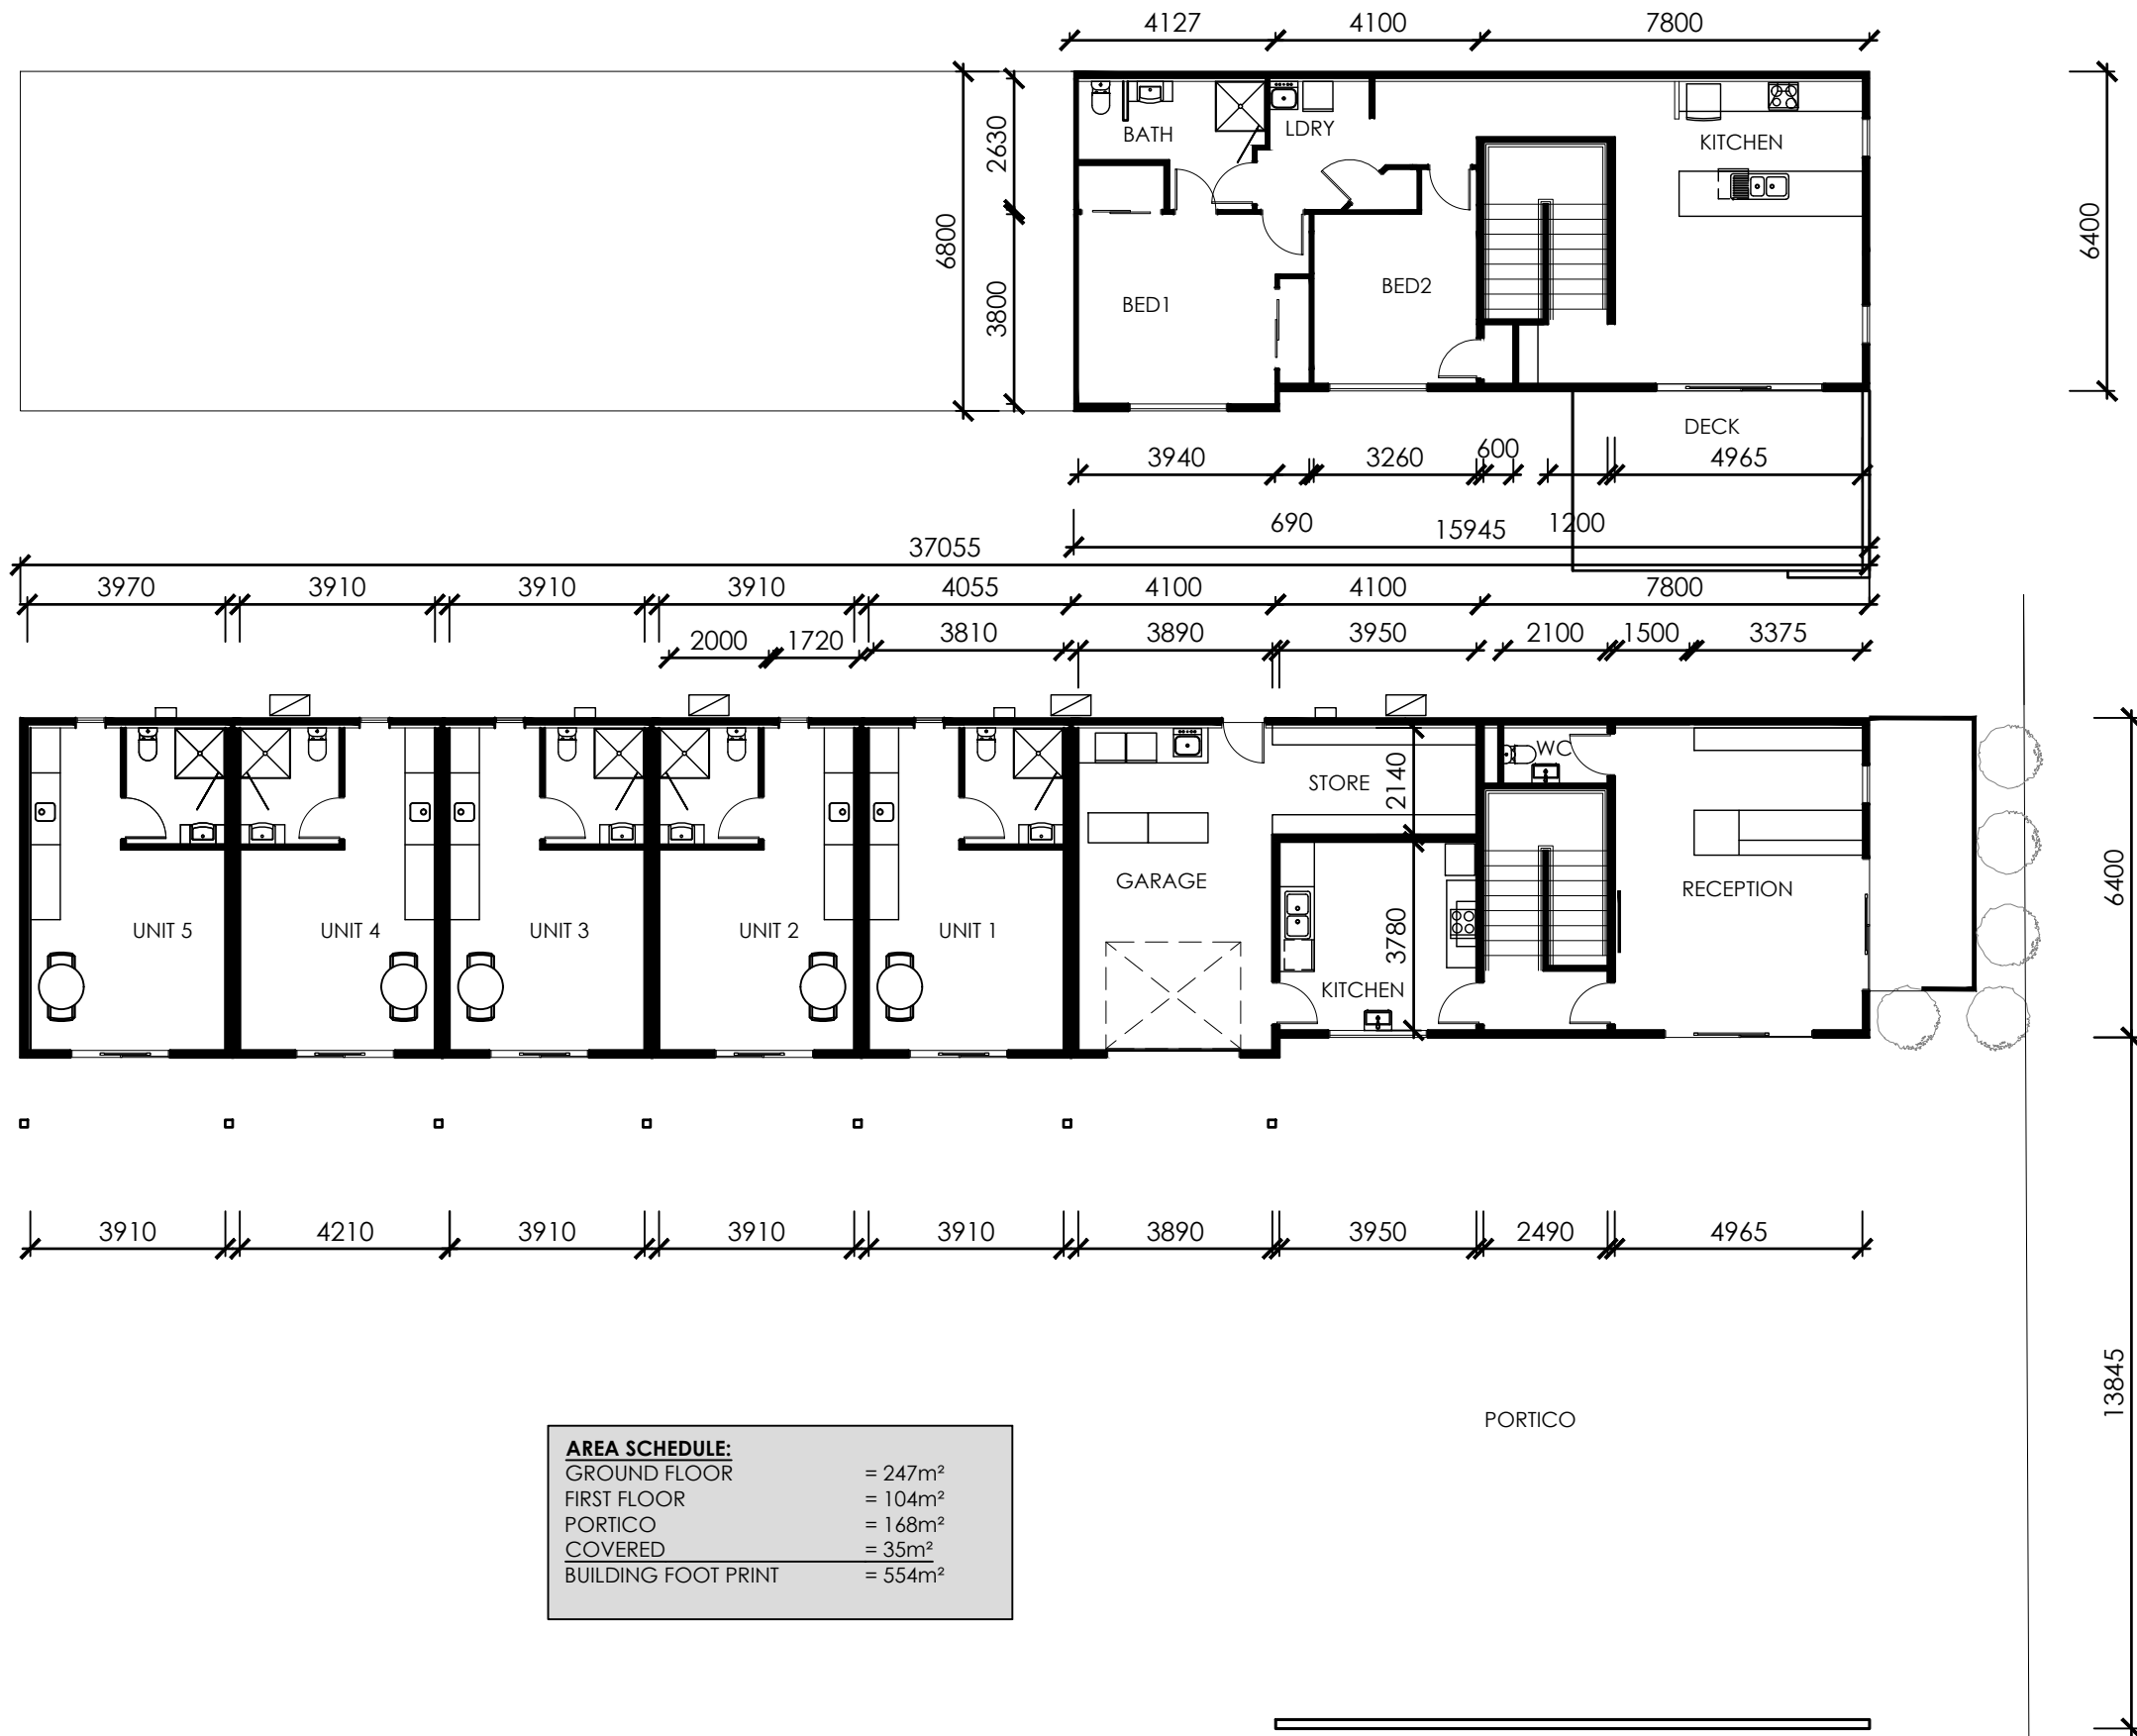 4127 4100 7800
BATH LDRY KITCHEN
2630
6800
6400
3800
BED1 BED2
DECK
3940 3260 600 4965
690 15945 1200
37055
3970 3910 3910 3910 4055 4100 4100 7800
2000 1720 3810 3890 3950 2100 1500 3375
WC
STORE 2140
GARAGE RECEPTION
6400
UNIT 5 UNIT 4 UNIT 3 UNIT 2 UNIT 1
3780
KITCHEN
3910 4210 3910 3910 3910 3890 3950 2490 4965
13845
PORTICO
AREA SCHEDULE:
GROUND FLOOR = 247m²
FIRST FLOOR = 104m²
PORTICO = 168m²
COVERED = 35m²
BUILDING FOOT PRINT = 554m²